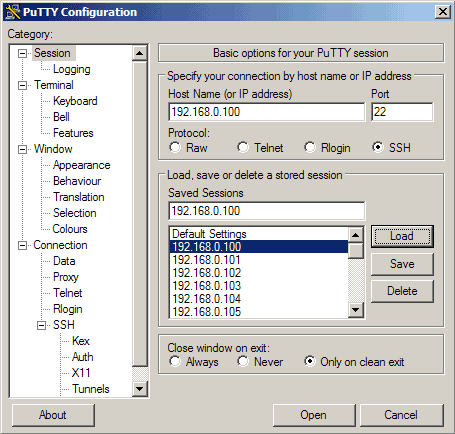 PuTTY Configuration
Category:
Session
Logging
Terminal
Keyboard
Bell
Features
Window
Appearance
Behaviour
Translation
Selection
Colours
Connection
Data
Proxy
Telnet
Rlogin
SSH
Kex
Auth
X11
Tunnels
Basic options for your PuTTY session
Specify your connection by host name or IP address
Host Name (or IP address) Port
192.168.0.100 22
Protocol:
Raw Telnet Rlogin SSH
Load, save or delete a stored session
Saved Sessions
192.168.0.100
Default Settings
192.168.0.100
192.168.0.101
192.168.0.102
192.168.0.103
192.168.0.104
192.168.0.105
Load
Save
Delete
Close window on exit:
Always Never Only on clean exit
About Open Cancel